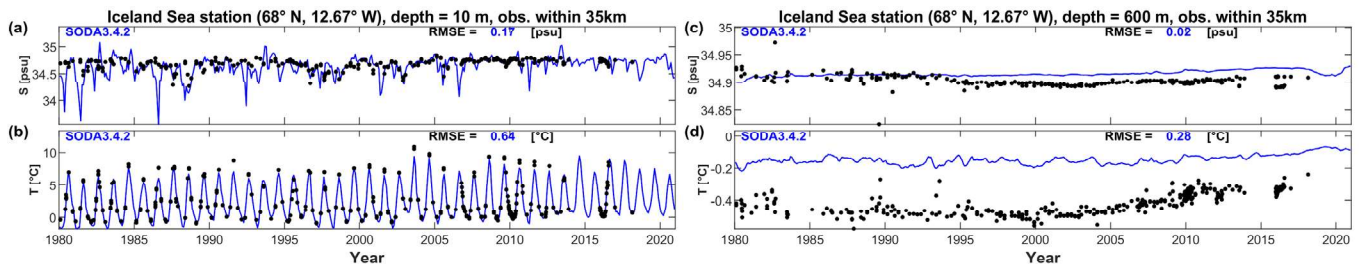 Iceland Sea station (68° N, 12.67° W), depth = 10 m, obs. within 35km
(a)
SODA3.4.2
RMSE = 0.17 [psu]
S [psu]
35
34.5
34
(b)
SODA3.4.2
RMSE = 0.64 [°C]
T [°C]
10
5
0
1980 1985 1990 1995 2000 2005 2010 2015 2020
Year
Iceland Sea station (68° N, 12.67° W), depth = 600 m, obs. within 35km
(c)
SODA3.4.2
RMSE = 0.02 [psu]
S [psu]
35
34.95
34.9
34.85
(d)
SODA3.4.2
RMSE = 0.28 [°C]
T [°C]
0
-0.2
-0.4
1980 1985 1990 1995 2000 2005 2010 2015 2020
Year